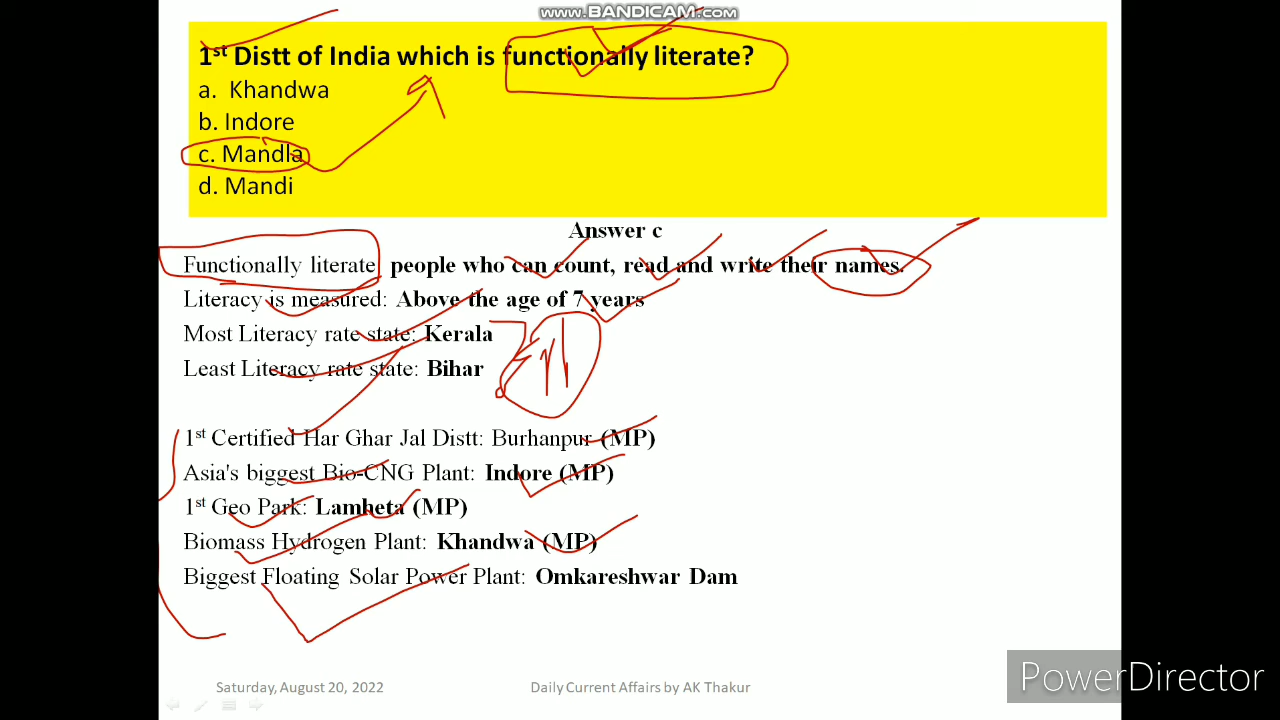 www.BANDICAM.com
1st Distt of India which is functionally literate?
a. Khandwa
b. Indore
c. Mandla
d. Mandi
Answer c
Functionally literate people who can count, read and write their names.
Literacy is measured: Above the age of 7 years
Most Literacy rate state: Kerala
Least Literacy rate state: Bihar
1st Certified Har Ghar Jal Distt: Burhanpur (MP)
Asia's biggest Bio-CNG Plant: Indore (MP)
1st Geo Park: Lamheta (MP)
Biomass Hydrogen Plant: Khandwa (MP)
Biggest Floating Solar Power Plant: Omkareshwar Dam
Saturday, August 20, 2022
Daily Current Affairs by AK Thakur
PowerDirector